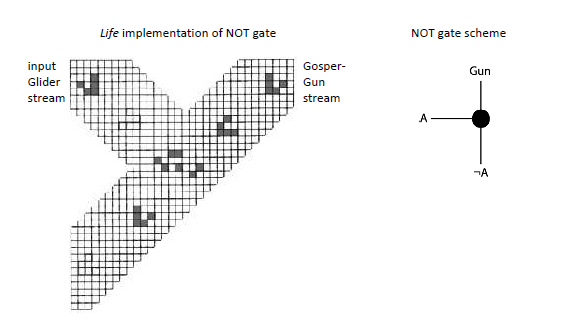 Life implementation of NOT gate
NOT gate scheme
input
Glider
stream
Gosper-
Gun
stream
Gun
A
¬A